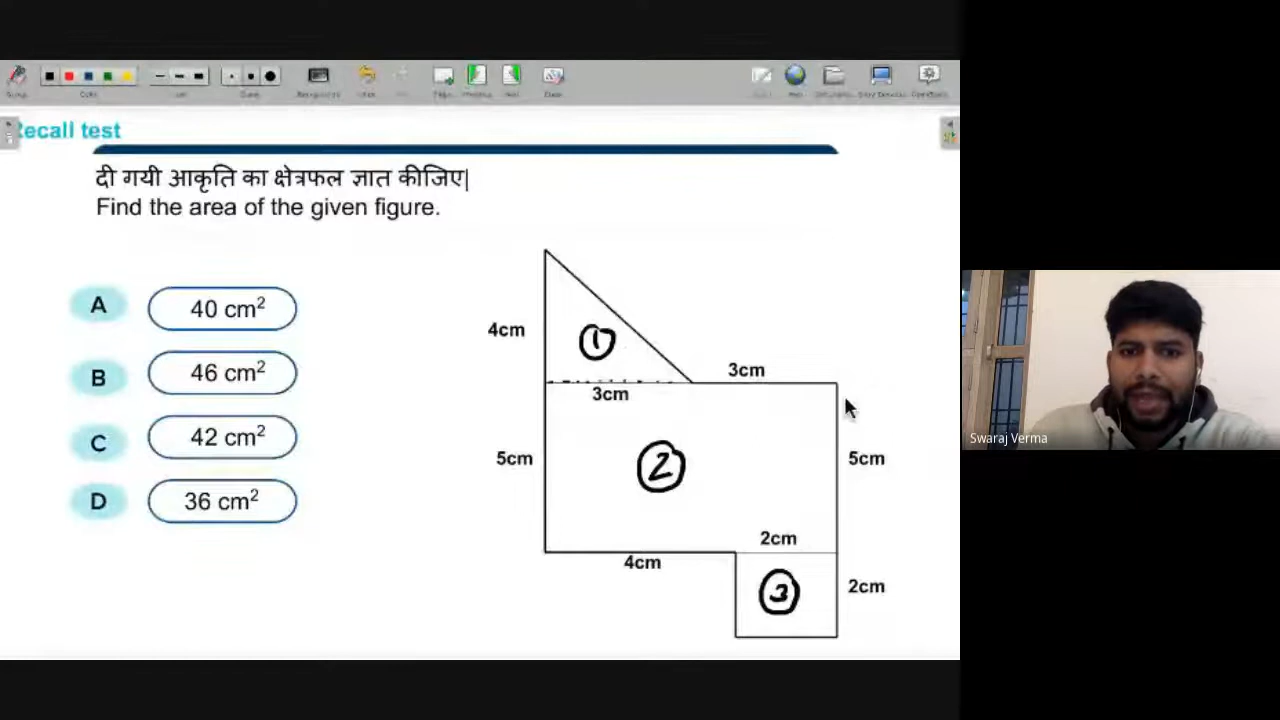 ecall test
दी गयी आकृति का क्षेत्रफल ज्ञात कीजिए|
Find the area of the given figure.
A 40 cm²
B 46 cm²
C 42 cm²
D 36 cm²
4cm
1
3cm
3cm
5cm
2
5cm
2cm
4cm
3
2cm
Swaraj Verma